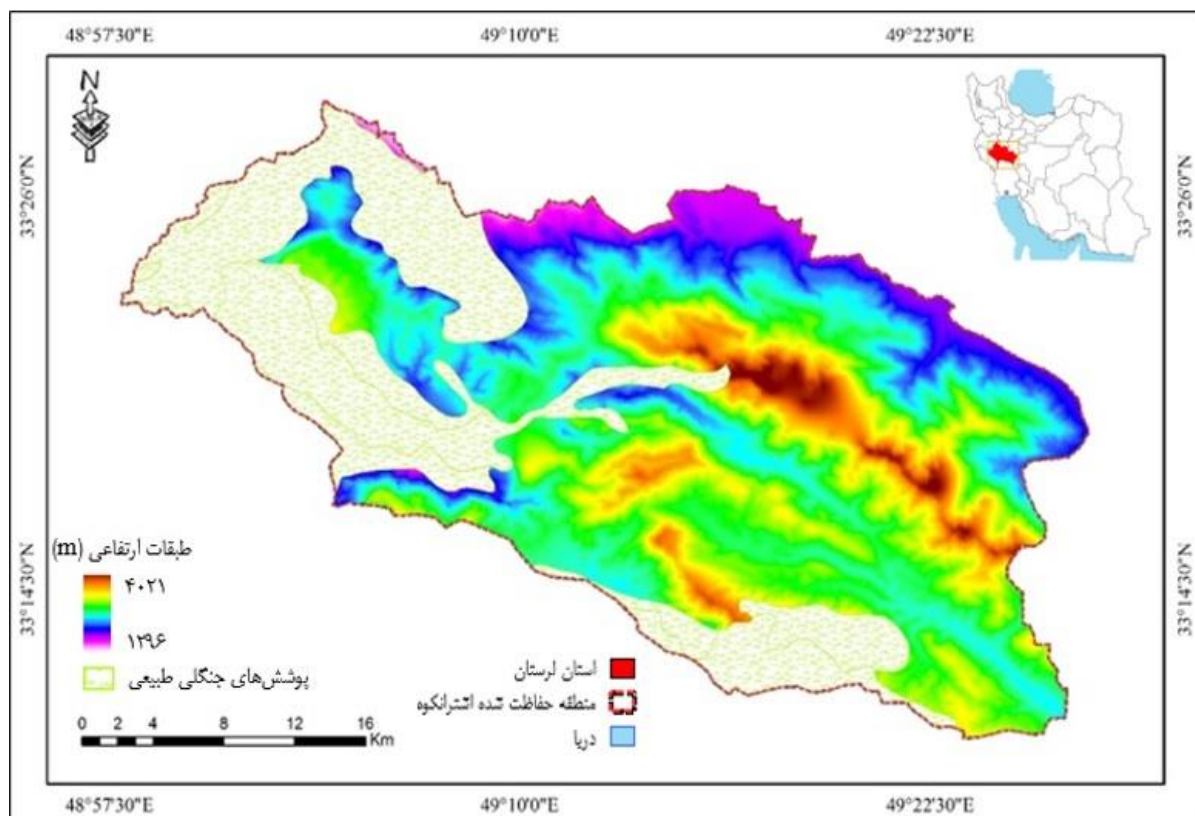 48°57'30"E 49°10'0"E 49°22'30"E
N
33°26'0"N 33°26'0"N
33°14'30"N 33°14'30"N
طبقات ارتفاعی (m)
۴۰۲۱
۱۲۹۶
پوشش‌های جنگلی طبیعی
0 2 4 8 12 16
Km
استان لرستان
منطقه حفاظت شده اشترانکوه
دریا
48°57'30"E 49°10'0"E 49°22'30"E